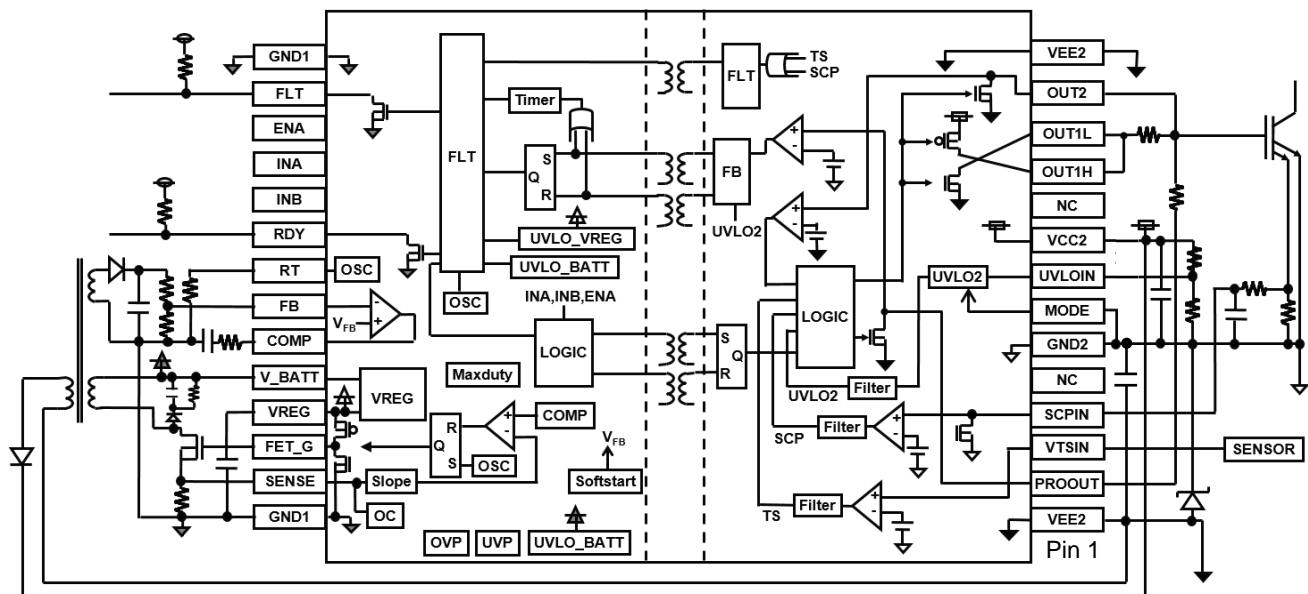 GND1
FLT
ENA
INA
INB
RDY
RT
FB
COMP
V_BATT
VREG
FET_G
SENSE
GND1
OSC
VFB
FLT
Timer
S
Q
R
UVLO_VREG
UVLO_BATT
OSC
INA,INB,ENA
LOGIC
Maxduty
VREG
R
Q
S
OSC
COMP
Slope
OC
VFB
Softstart
OVP
UVP
UVLO_BATT
FLT
TS
SCP
FB
UVLO2
S
Q
R
LOGIC
UVLO2
UVLO2
Filter
SCP
Filter
TS
Filter
VEE2
OUT2
OUT1L
OUT1H
NC
VCC2
UVLOIN
MODE
GND2
NC
SCPIN
VTSIN
PROOUT
VEE2
SENSOR
Pin 1